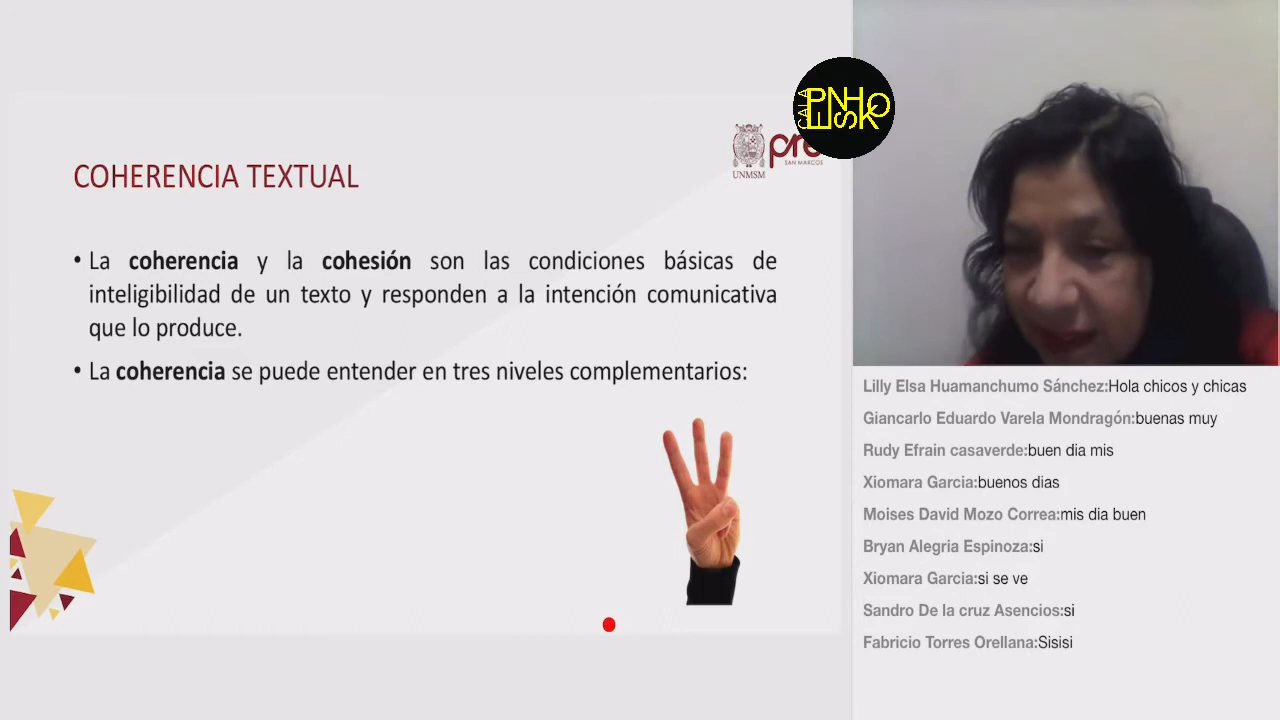 COHERENCIA TEXTUAL
UNMSM
SAN MARCOS
• La coherencia y la cohesión son las condiciones básicas de
inteligibilidad de un texto y responden a la intención comunicativa
que lo produce.
• La coherencia se puede entender en tres niveles complementarios:
Lilly Elsa Huamanchumo Sánchez:Hola chicos y chicas
Giancarlo Eduardo Varela Mondragón:buenas muy
Rudy Efrain casaverde:buen dia mis
Xiomara Garcia:buenos dias
Moises David Mozo Correa:mis dia buen
Bryan Alegria Espinoza:si
Xiomara Garcia:si se ve
Sandro De la cruz Asencios:si
Fabricio Torres Orellana:Sisisi